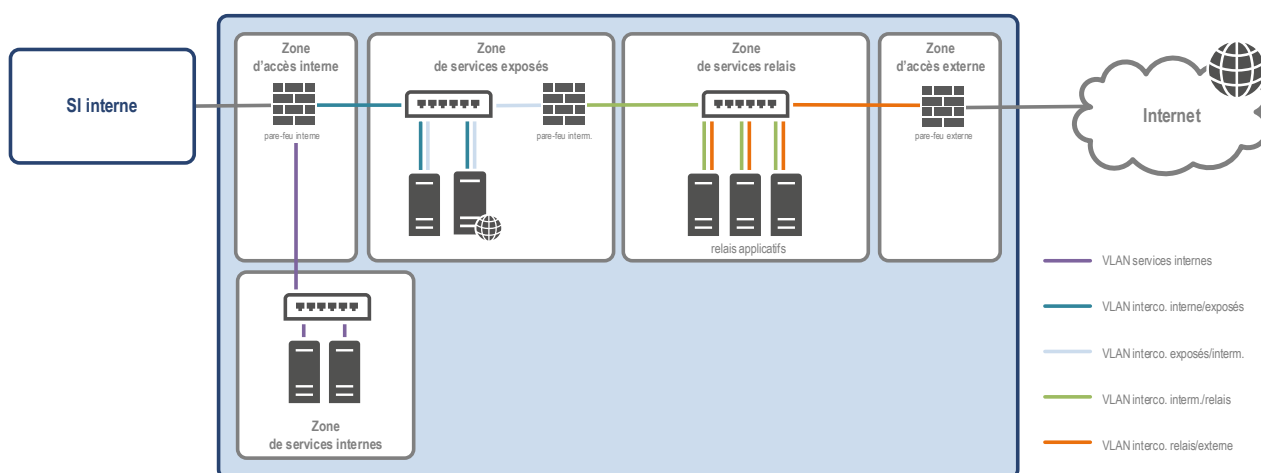 SI interne
Zone
d'accès interne
pare-feu interne
Zone
de services exposés
pare-feu interm.
Zone
de services relais
relais applicatifs
Zone
d'accès externe
pare-feu externe
Internet
Zone
de services internes
VLAN services internes
VLAN interco. interne/exposés
VLAN interco. exposés/interm.
VLAN interco. interm./relais
VLAN interco. relais/externe